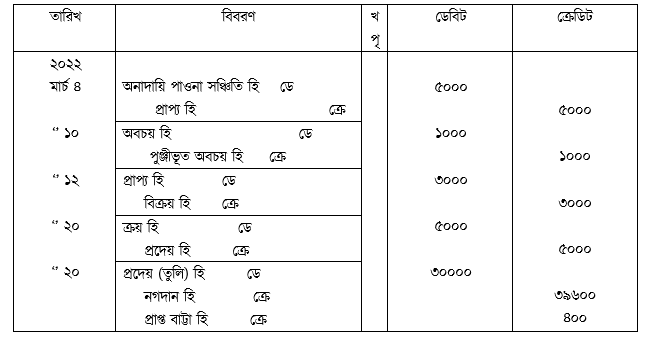 তারিখ বিবরণ খ পৃ ডেবিট ক্রেডিট
২০২২
মার্চ ৪ অনাদায়ি পাওনা সঞ্চিতি হি ডে ৫০০০
প্রাপ্য হি ক্রে ৫০০০
“ ১০ অবচয় হি ডে ১০০০
পুঞ্জীভূত অবচয় হি ক্রে ১০০০
“ ১২ প্রাপ্য হি ডে ৩০০০
বিক্রয় হি ক্রে ৩০০০
“ ২০ ক্রয় হি ডে ৫০০০
প্রদেয় হি ক্রে ৫০০০
“ ২০ প্রদেয় (তুলি) হি ডে ৩০০০০
নগদান হি ক্রে ৩৯৬০০
প্রাপ্ত বাট্টা হি ক্রে ৪০০